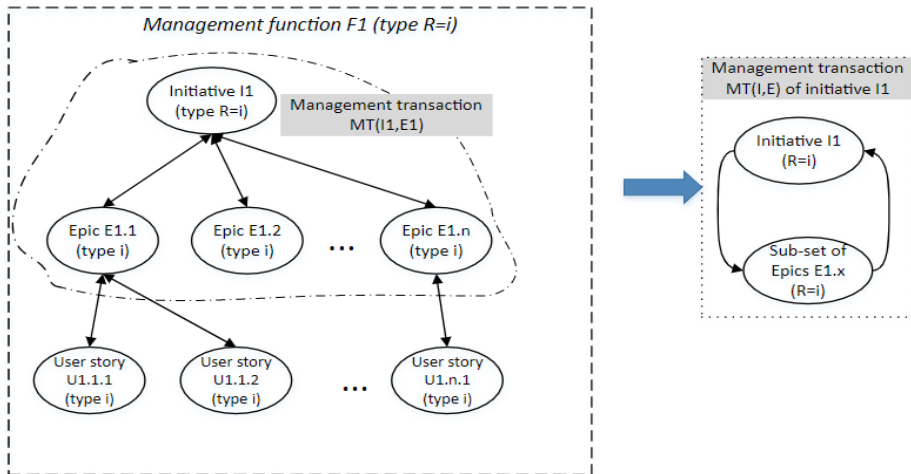 Management function F1 (type R=i)
Initiative I1
(type R=i)
Management transaction
MT(I1,E1)
Epic E1.1
(type i)
Epic E1.2
(type i)
...
Epic E1.n
(type i)
User story
U1.1.1
(type i)
User story
U1.1.2
(type i)
...
User story
U1.n.1
(type i)
Management transaction
MT(I,E) of initiative I1
Initiative I1
(R=i)
Sub-set of
Epics E1.x
(R=i)